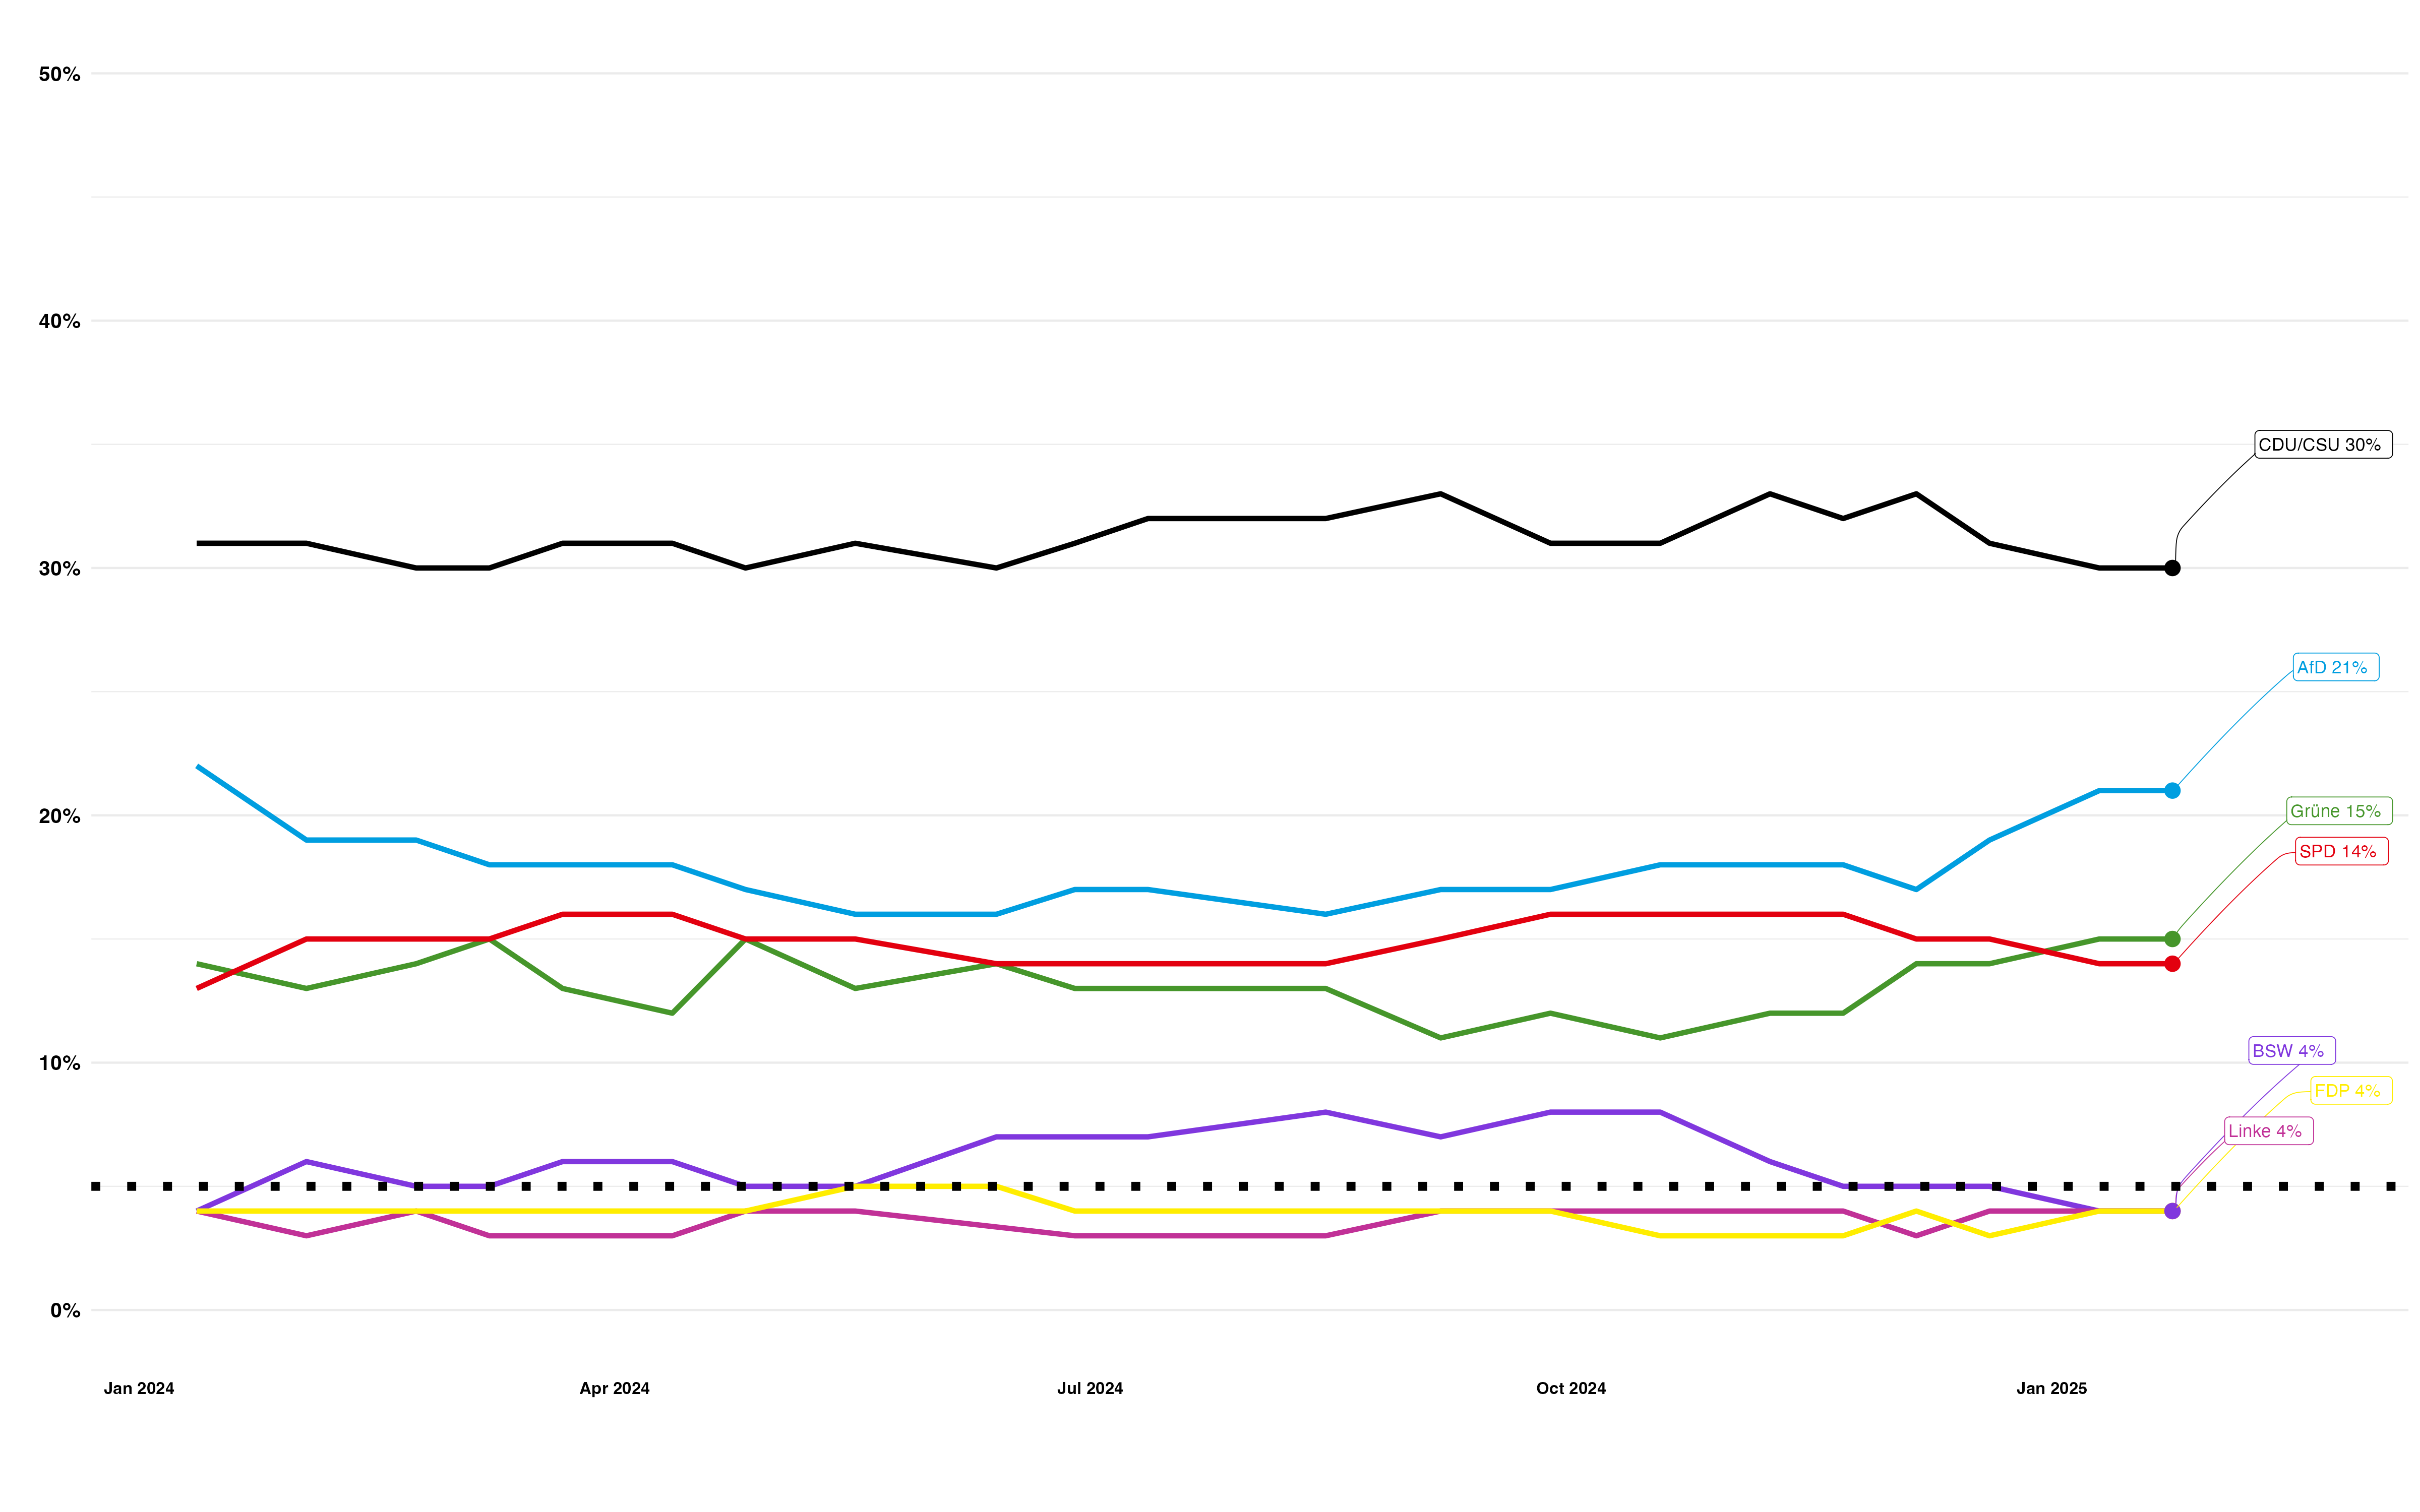 50%
40%
30%
20%
10%
0%
CDU/CSU 30%
AfD 21%
Grüne 15%
SPD 14%
BSW 4%
FDP 4%
Linke 4%
Jan 2024
Apr 2024
Jul 2024
Oct 2024
Jan 2025